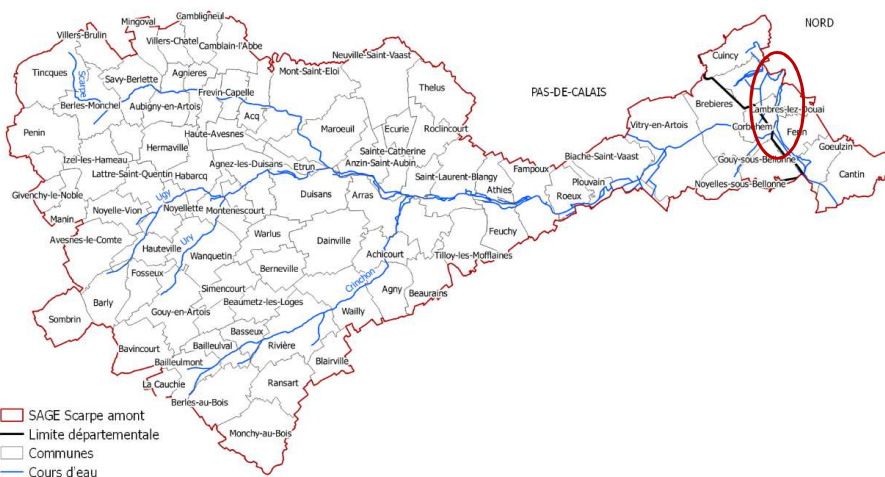 Cambligneul
Mingoval
NORD
Villers-Brulin
Villers-Chatel
Camblain-l'Abbe
Neuville-Saint-Vaast
Cuincy
Tincques
Scarpe
Savy-Berlette
Agnieres
Mont-Saint-Eloi
Thelus
PAS-DE-CALAIS
Frevin-Capelle
Berles-Monchel
Aubigny-en-Artois
Brebieres
Lambres-lez-Douai
Acq
Penin
Haute-Avesnes
Maroeuil
Ecurie
Roclincourt
Vitry-en-Artois
Corbehem
Ferin
Hermaville
Sainte-Catherine
Goeulzin
Izel-les-Hameau
Agnez-les-Duisans
Etrun
Anzin-Saint-Aubin
Biache-Saint-Vaast
Gouy-sous-Bellonne
Lattre-Saint-Quentin
Habarcq
Saint-Laurent-Blangy
Fampoux
Cantin
Givenchy-le-Noble
Ugy
Duisans
Arras
Athies
Plouvain
Noyelles-sous-Bellonne
Roeux
Manin
Noyelle-Vion
Noyellette
Montenescourt
Avesnes-le-Comte
Ury
Warlus
Dainville
Feuchy
Hauteville
Wanquetin
Achicourt
Tilloy-les-Mofflaines
Fosseux
Berneville
Simencourt
Crinchon
Agny
Beaurains
Barly
Beaumetz-les-Loges
Sombrin
Gouy-en-Artois
Wailly
Basseux
Bavincourt
Bailleulval
Rivière
Bailleulmont
Blairville
La Cauchie
Ransart
Berles-au-Bois
Monchy-au-Bois
SAGE Scarpe amont
Limite départementale
Communes
Cours d'eau